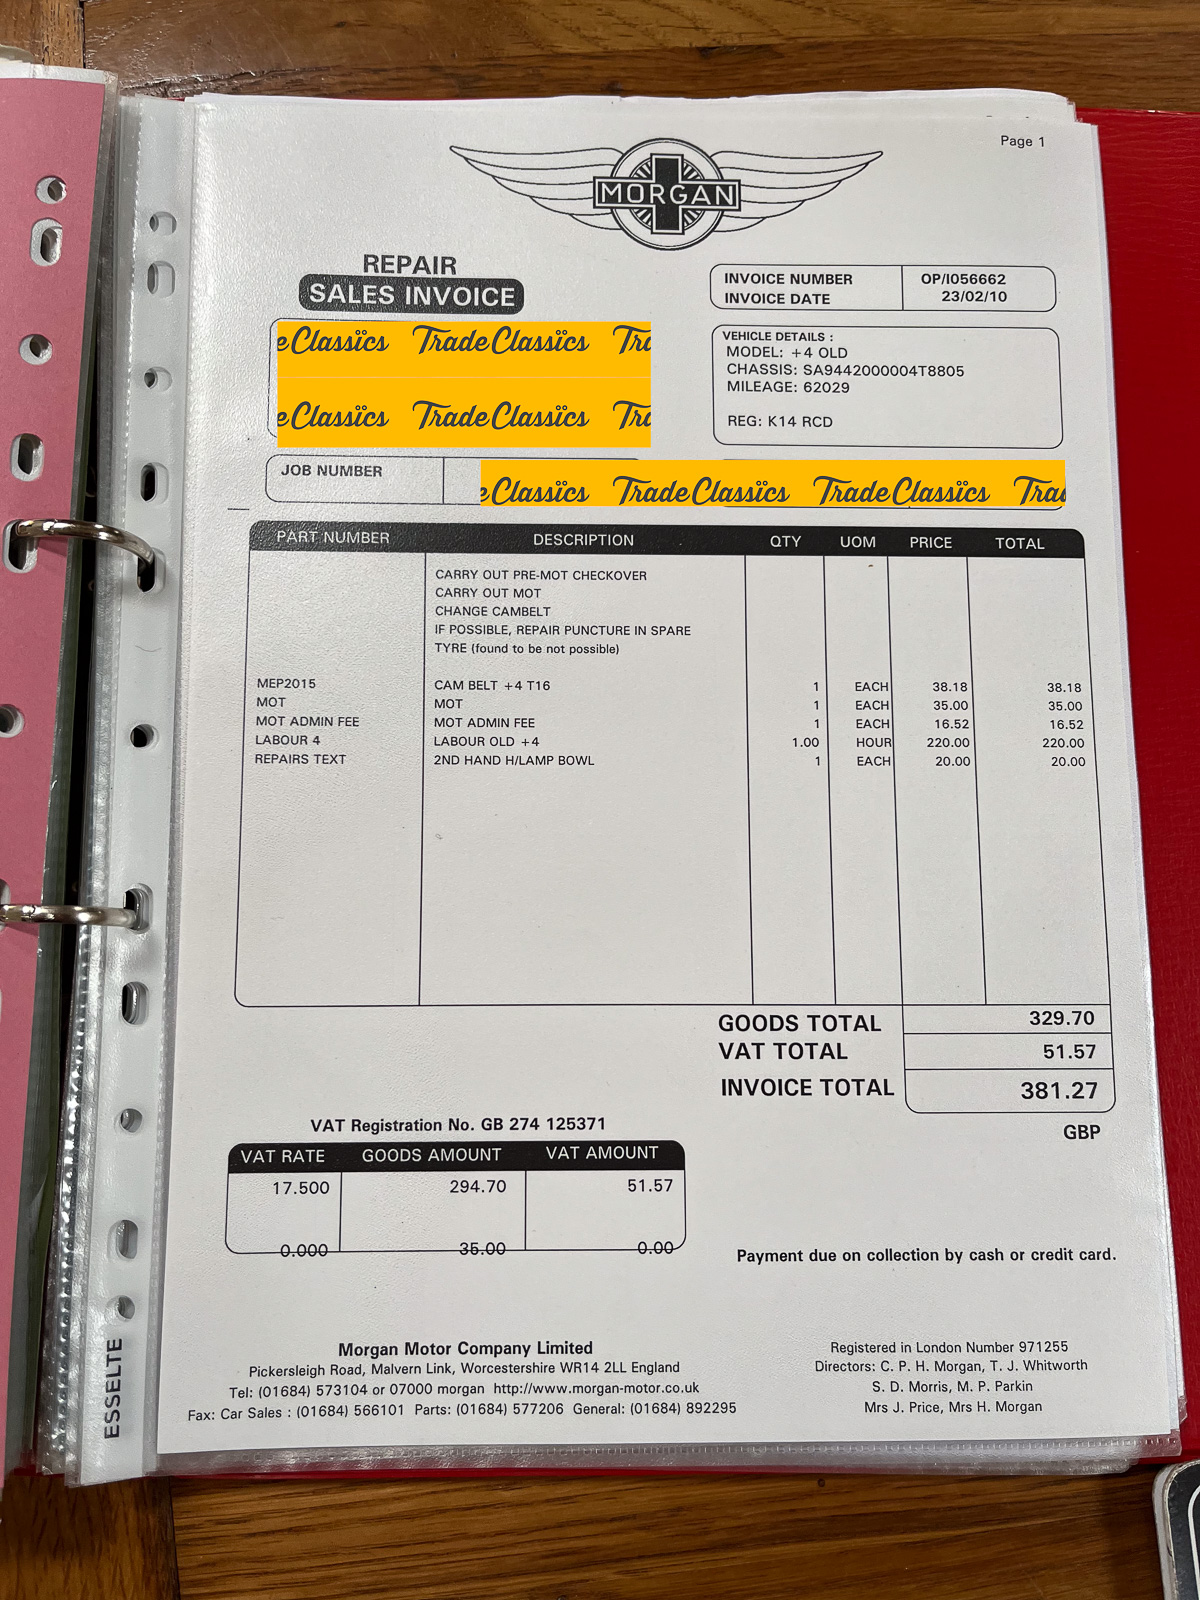 Page 1
MORGAN
REPAIR
SALES INVOICE
INVOICE NUMBER OP/I056662
INVOICE DATE 23/02/10
e Classïcs Trade Classïcs Tra
e Classïcs Trade Classïcs Tra
VEHICLE DETAILS :
MODEL: +4 OLD
CHASSIS: SA9442000004T8805
MILEAGE: 62029
REG: K14 RCD
JOB NUMBER
e Classïcs Trade Classïcs Trade Classïcs Trad
PART NUMBER DESCRIPTION QTY UOM PRICE TOTAL
CARRY OUT PRE-MOT CHECKOVER
CARRY OUT MOT
CHANGE CAMBELT
IF POSSIBLE, REPAIR PUNCTURE IN SPARE
TYRE (found to be not possible)
MEP2015 CAM BELT +4 T16 1 EACH 38.18 38.18
MOT MOT 1 EACH 35.00 35.00
MOT ADMIN FEE MOT ADMIN FEE 1 EACH 16.52 16.52
LABOUR 4 LABOUR OLD +4 1.00 HOUR 220.00 220.00
REPAIRS TEXT 2ND HAND H/LAMP BOWL 1 EACH 20.00 20.00
GOODS TOTAL 329.70
VAT TOTAL 51.57
INVOICE TOTAL 381.27
GBP
VAT Registration No. GB 274 125371
VAT RATE GOODS AMOUNT VAT AMOUNT
17.500 294.70 51.57
0.000 35.00 0.00
Payment due on collection by cash or credit card.
Morgan Motor Company Limited
Pickersleigh Road, Malvern Link, Worcestershire WR14 2LL England
Tel: (01684) 573104 or 07000 morgan http://www.morgan-motor.co.uk
Fax: Car Sales : (01684) 566101 Parts: (01684) 577206 General: (01684) 892295
Registered in London Number 971255
Directors: C. P. H. Morgan, T. J. Whitworth
S. D. Morris, M. P. Parkin
Mrs J. Price, Mrs H. Morgan
ESSELTE